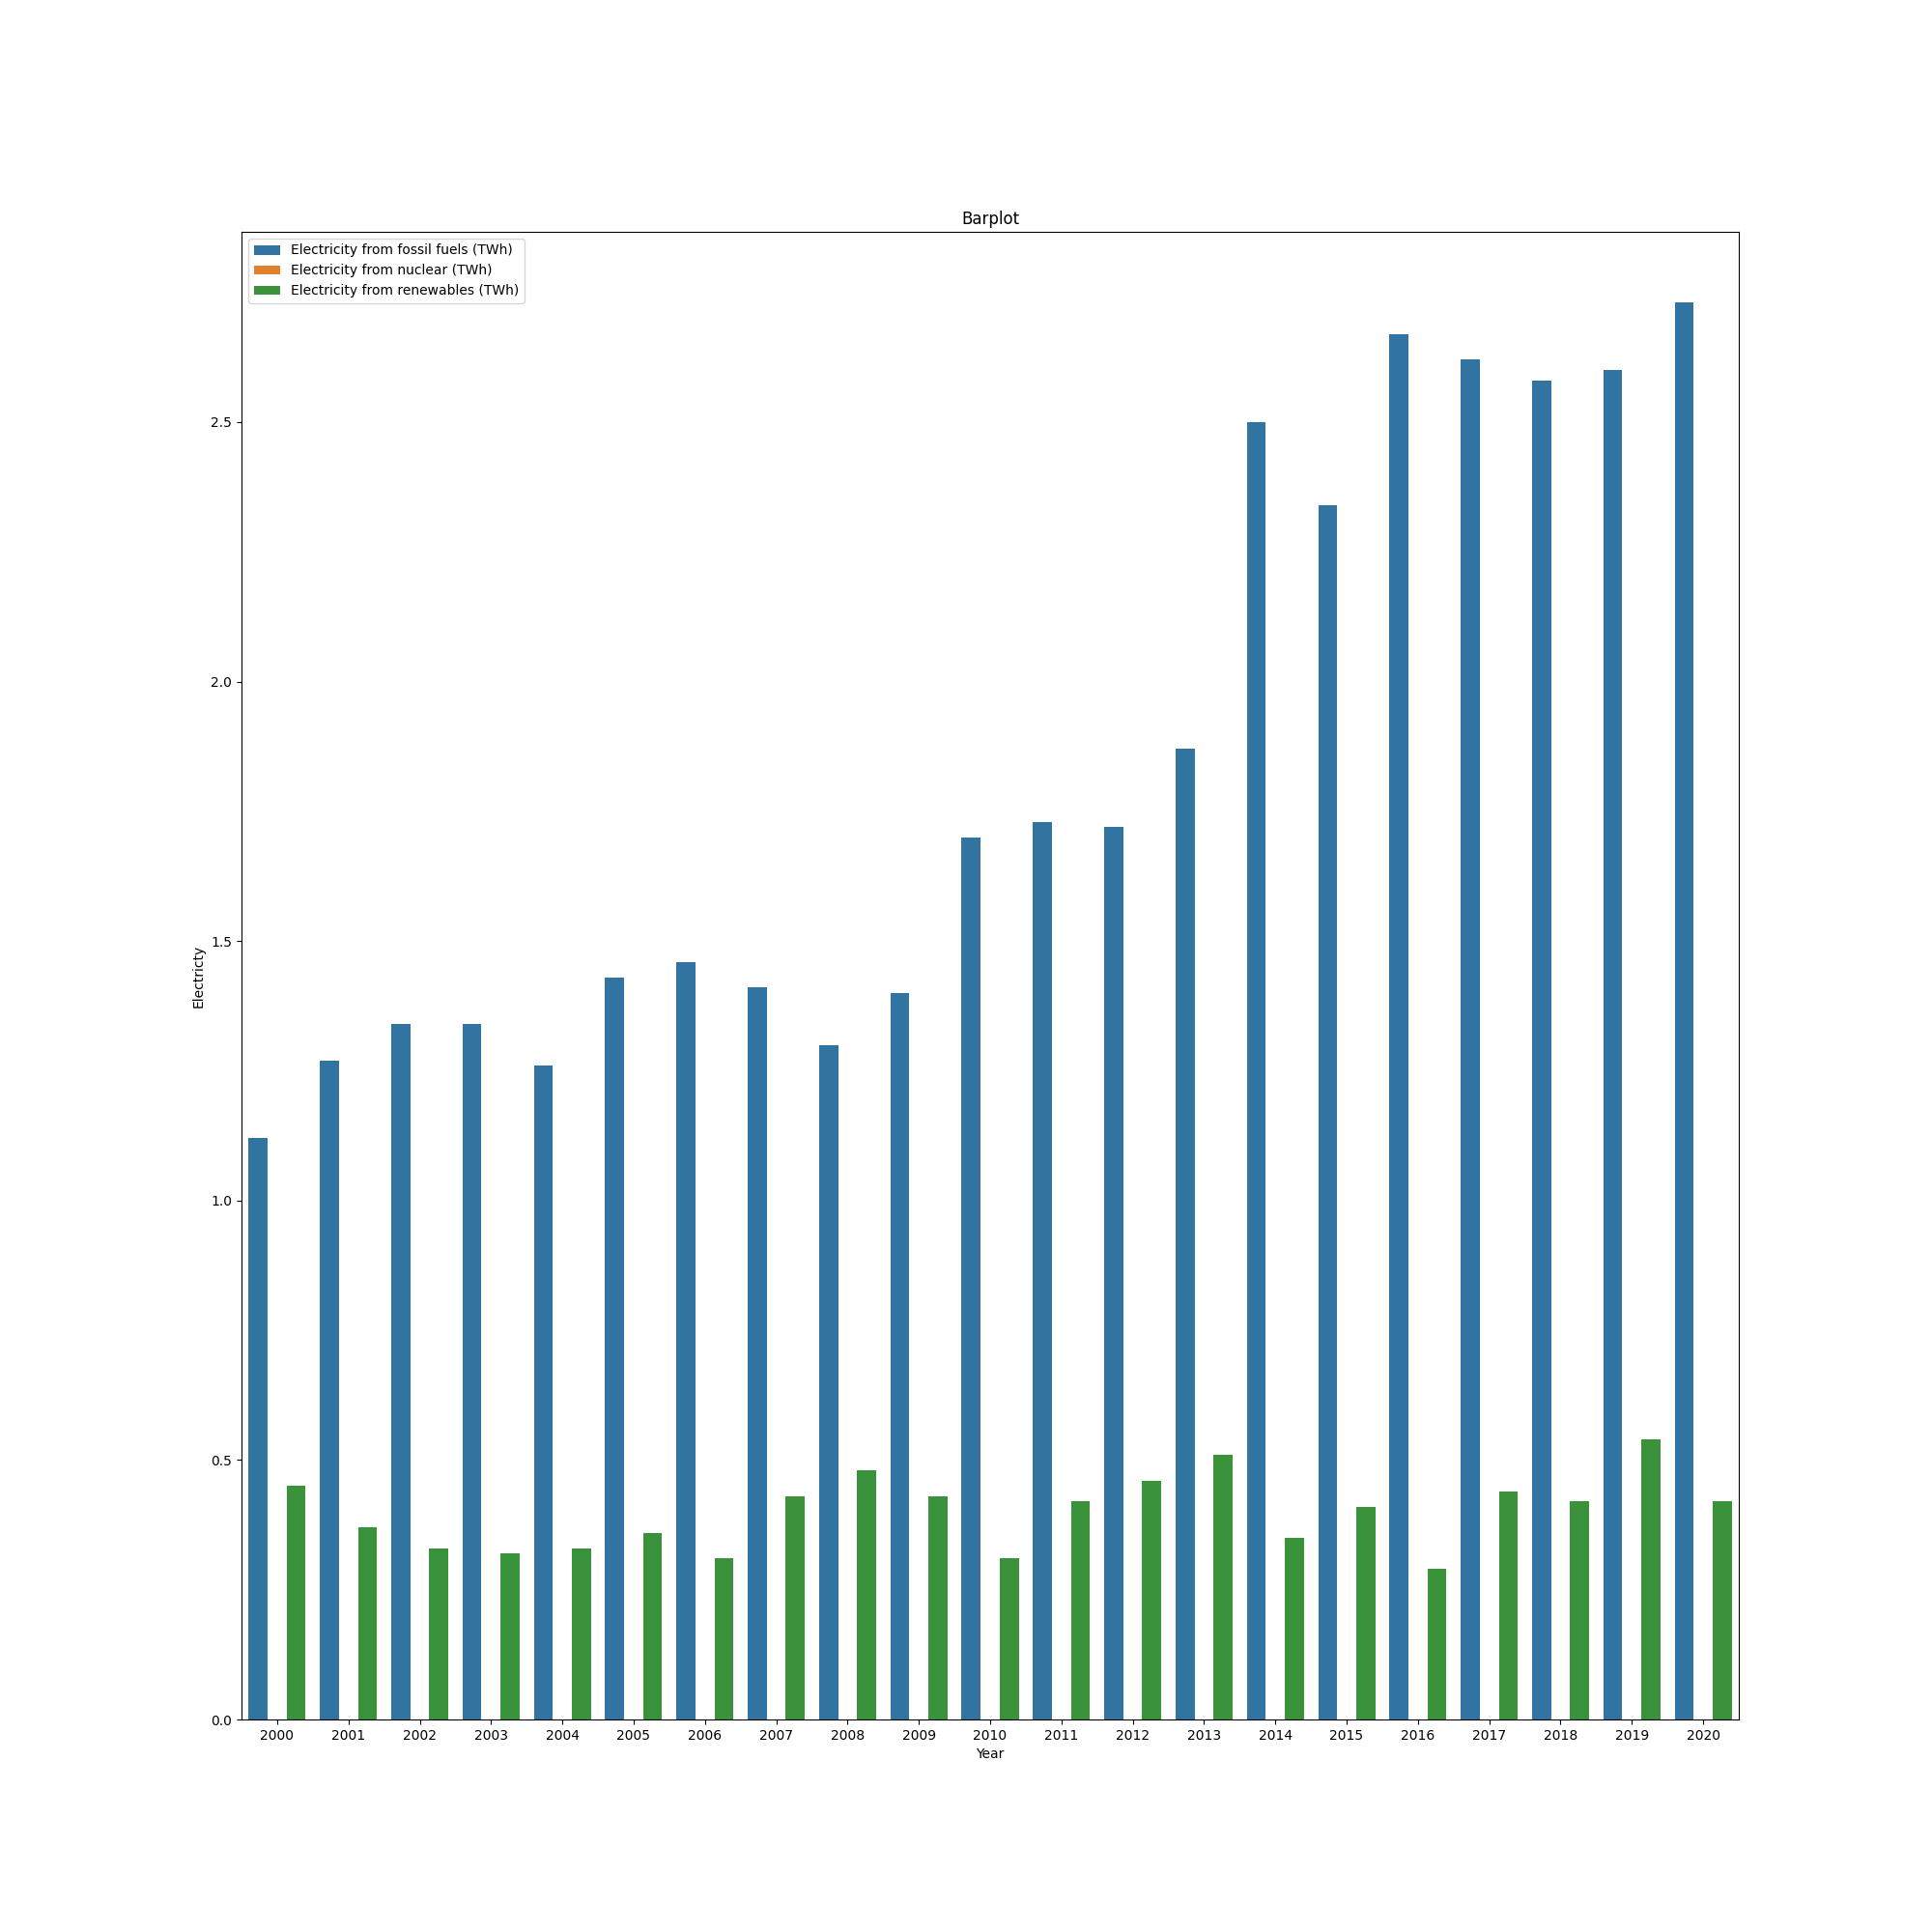 Barplot
Electricity from fossil fuels (TWh)
Electricity from nuclear (TWh)
Electricity from renewables (TWh)
2.5
2.0
1.5
1.0
0.5
0.0
Electricty
2000 2001 2002 2003 2004 2005 2006 2007 2008 2009 2010 2011 2012 2013 2014 2015 2016 2017 2018 2019 2020
Year